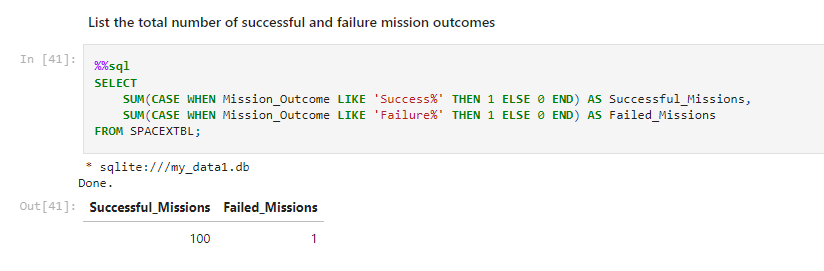 List the total number of successful and failure mission outcomes
In [41]: %%sql
SELECT
SUM(CASE WHEN Mission_Outcome LIKE 'Success%' THEN 1 ELSE 0 END) AS Successful_Missions,
SUM(CASE WHEN Mission_Outcome LIKE 'Failure%' THEN 1 ELSE 0 END) AS Failed_Missions
FROM SPACEXTBL;
* sqlite:///my_data1.db
Done.
Out[41]: Successful_Missions Failed_Missions
100 1